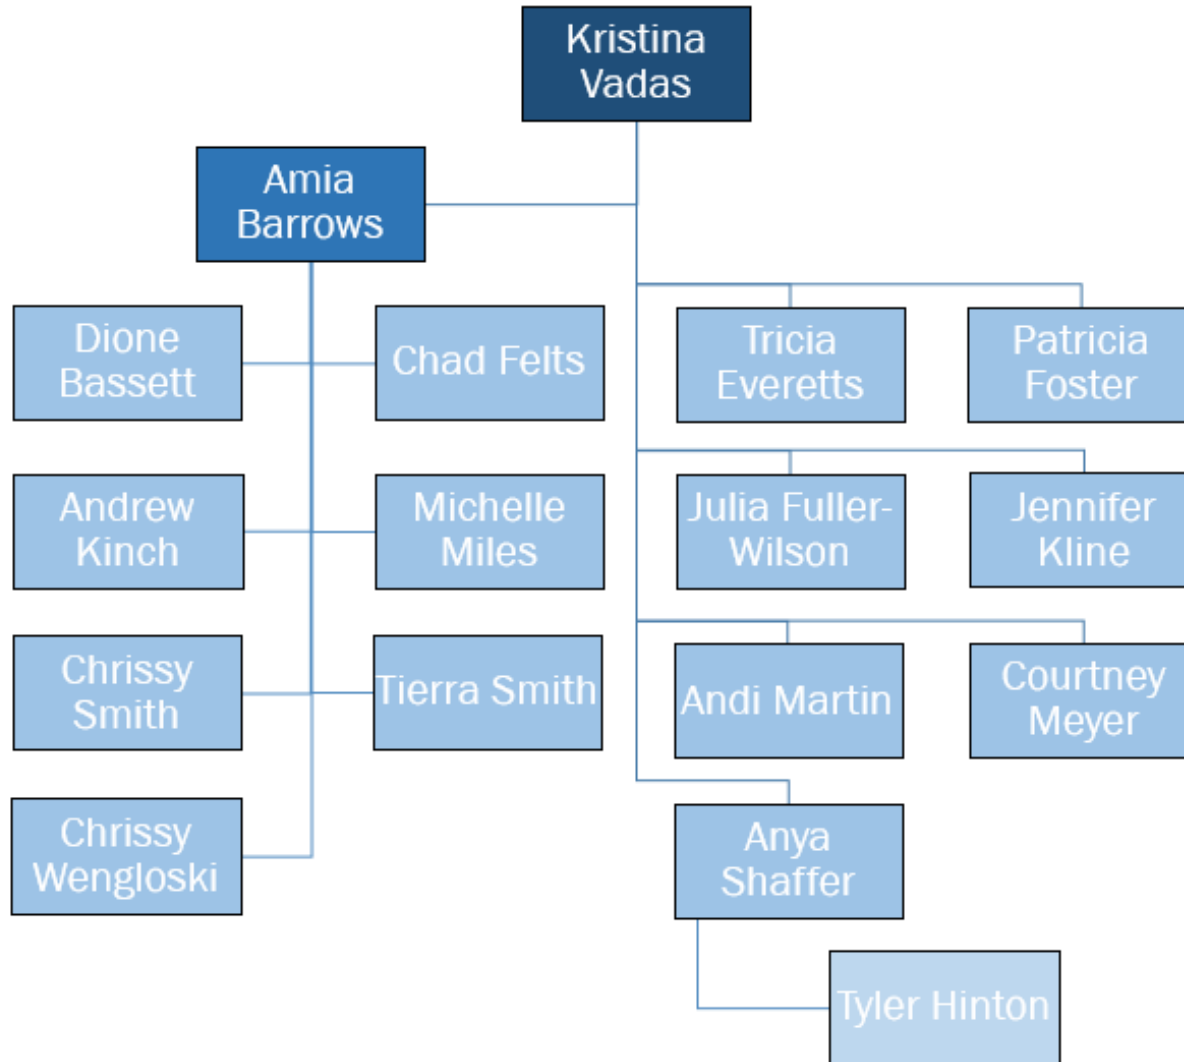 Kristina
Vadas
Amia
Barrows
Dione
Bassett
Chad Felts
Tricia
Everetts
Patricia
Foster
Andrew
Kinch
Michelle
Miles
Julia Fuller-
Wilson
Jennifer
Kline
Chrissy
Smith
Tierra Smith
Andi Martin
Courtney
Meyer
Chrissy
Wengloski
Anya
Shaffer
Tyler Hinton